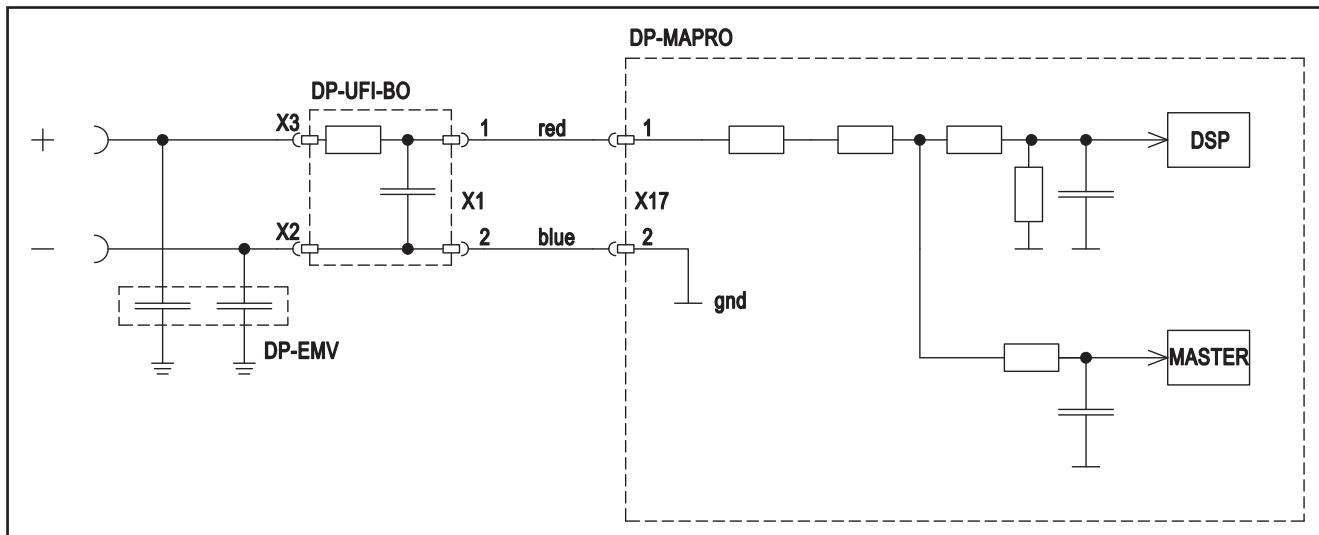 DP-MAPRO
DP-UFI-BO
+
X3
1
red
1
DSP
X1
X17
−
X2
2
blue
2
gnd
DP-EMV
MASTER